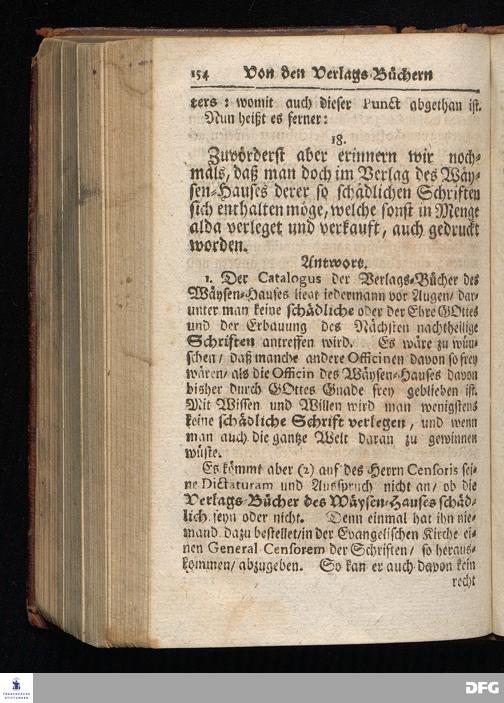 154 Von den Verlags-Büchern
ters: womit auch dieser Punct abgethan ist.
Nun heißt es ferner:
18.
Zuvörderst aber erinnern wir noch-
mals, daß man doch im Verlag des Wäy-
sen-Hauses derer so schädlichen Schriften
sich enthalten möge, welche sonst in Menge
alda verleget und verkauft, auch gedruckt
worden.
Antwort.
1. Der Catalogus der Verlags-Bücher des
Wäysen-Hauses liegt iedermann vor Augen/ dar-
unter man keine schädliche oder der Ehre GOttes
und der Erbauung des Nächsten nachtheilige
Schriften antreffen wird. Es wäre zu wün-
schen/ daß manche andere Officinen davon so frey
wären/ als die Officin des Wäysen-Hauses davon
bisher durch GOttes Gnade frey geblieben ist.
Mit Wissen und Willen wird man wenigstens
keine schädliche Schrift verlegen, und wenn
man auch die gantze Welt daran zu gewinnen
wüste.
Es kömmt aber (2) auf des Herrn Censoris sei-
ne Dictaturam und Ausspruch nicht an/ ob die
Verlags-Bücher des Wäysen-Hauses schäd-
lich seyn oder nicht. Denn einmal hat ihn nie-
mand dazu bestellet/in der Evangelischen Kirche ei-
nen General-Censorem der Schriften/ so heraus-
kommen/ abzugeben. So kan er auch davon kein
recht
FRANCKESCHE
STIFTUNGEN
DFG